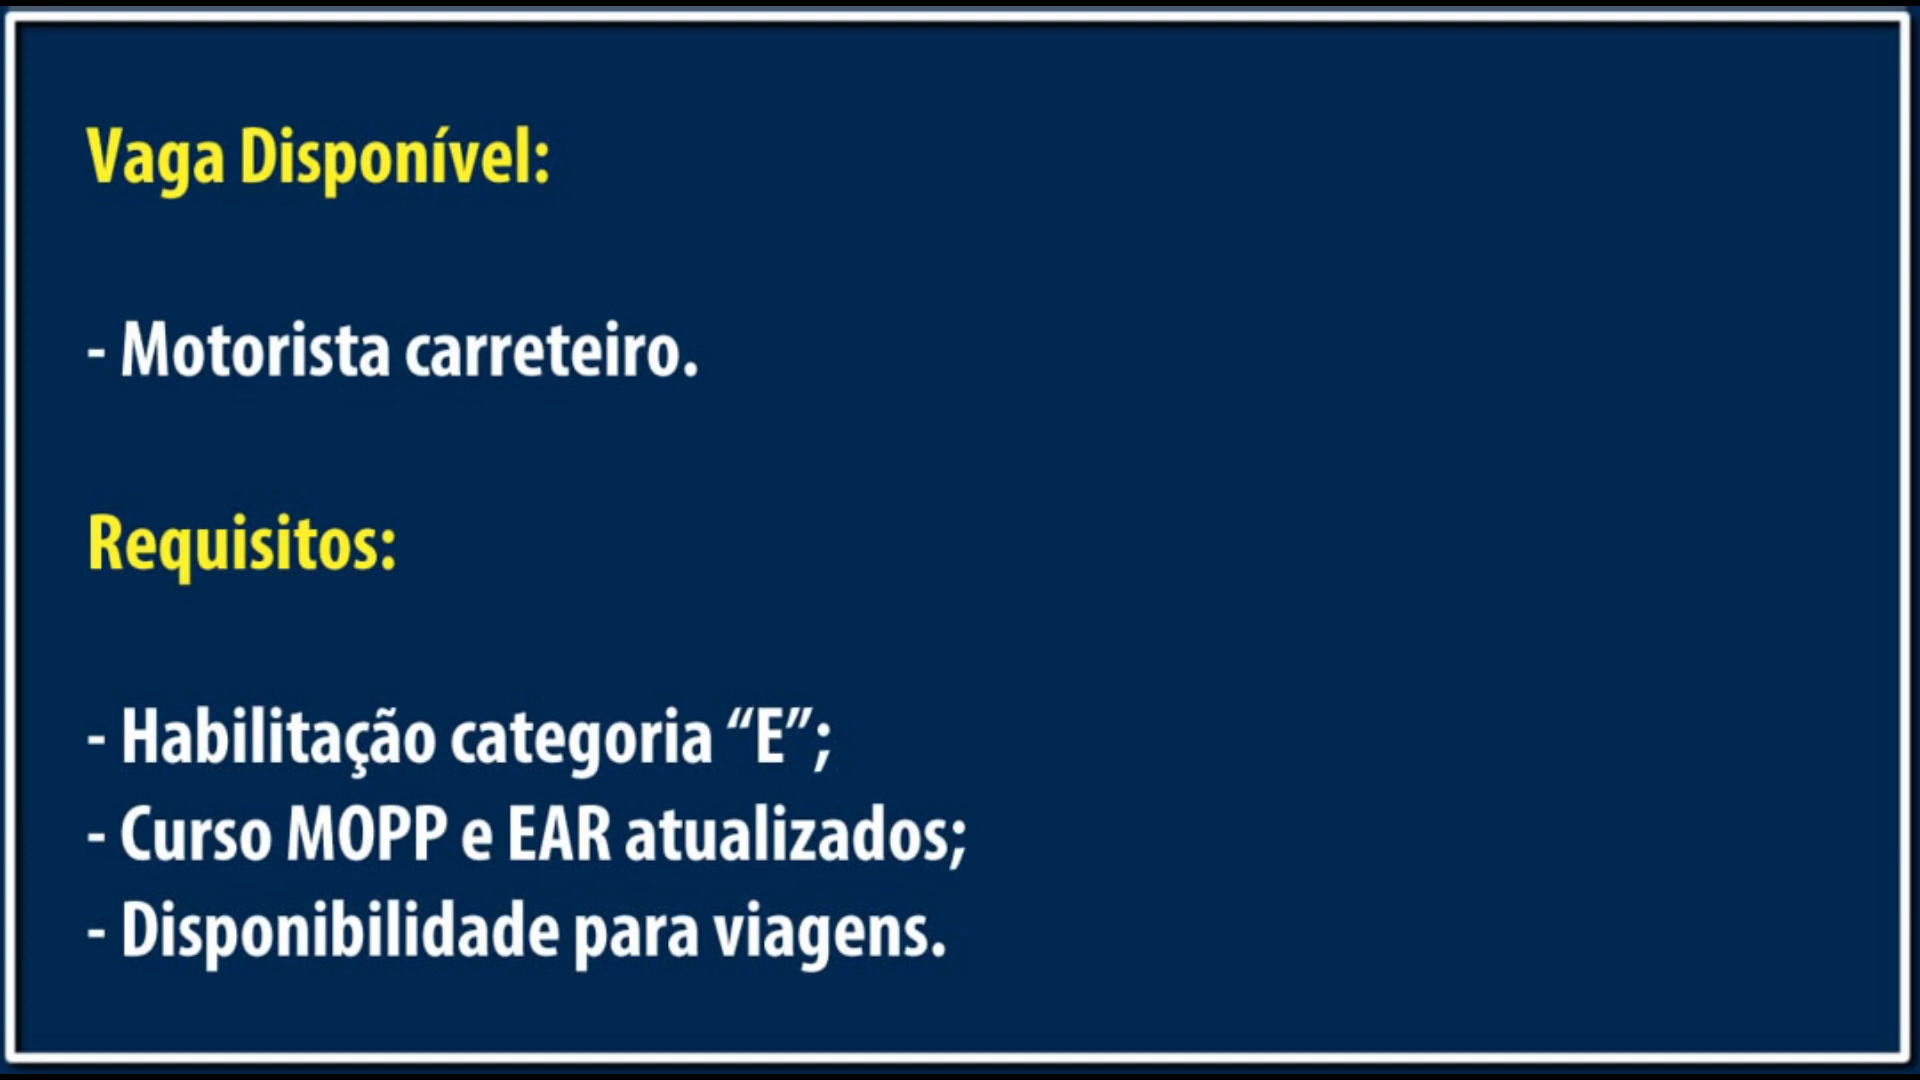 Vaga Disponível:
- Motorista carreteiro.
Requisitos:
- Habilitação categoria “E”;
- Curso MOPP e EAR atualizados;
- Disponibilidade para viagens.